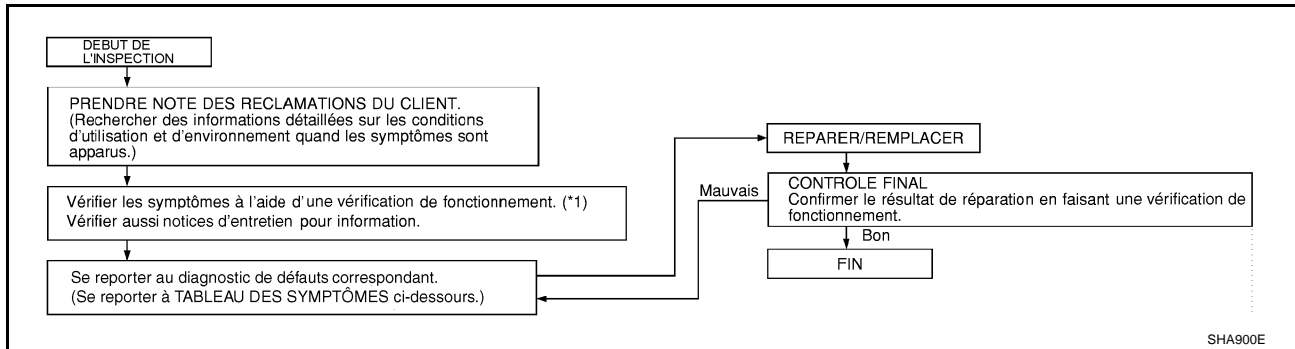 DEBUT DE
L'INSPECTION
PRENDRE NOTE DES RECLAMATIONS DU CLIENT.
(Rechercher des informations détaillées sur les conditions
d'utilisation et d'environnement quand les symptômes sont
apparus.)
Vérifier les symptômes à l'aide d'une vérification de fonctionnement. (*1)
Vérifier aussi notices d'entretien pour information.
Se reporter au diagnostic de défauts correspondant.
(Se reporter à TABLEAU DES SYMPTÔMES ci-dessours.)
REPARER/REMPLACER
Mauvais
CONTROLE FINAL
Confirmer le résultat de réparation en faisant une vérification de
fonctionnement.
Bon
FIN
SHA900E